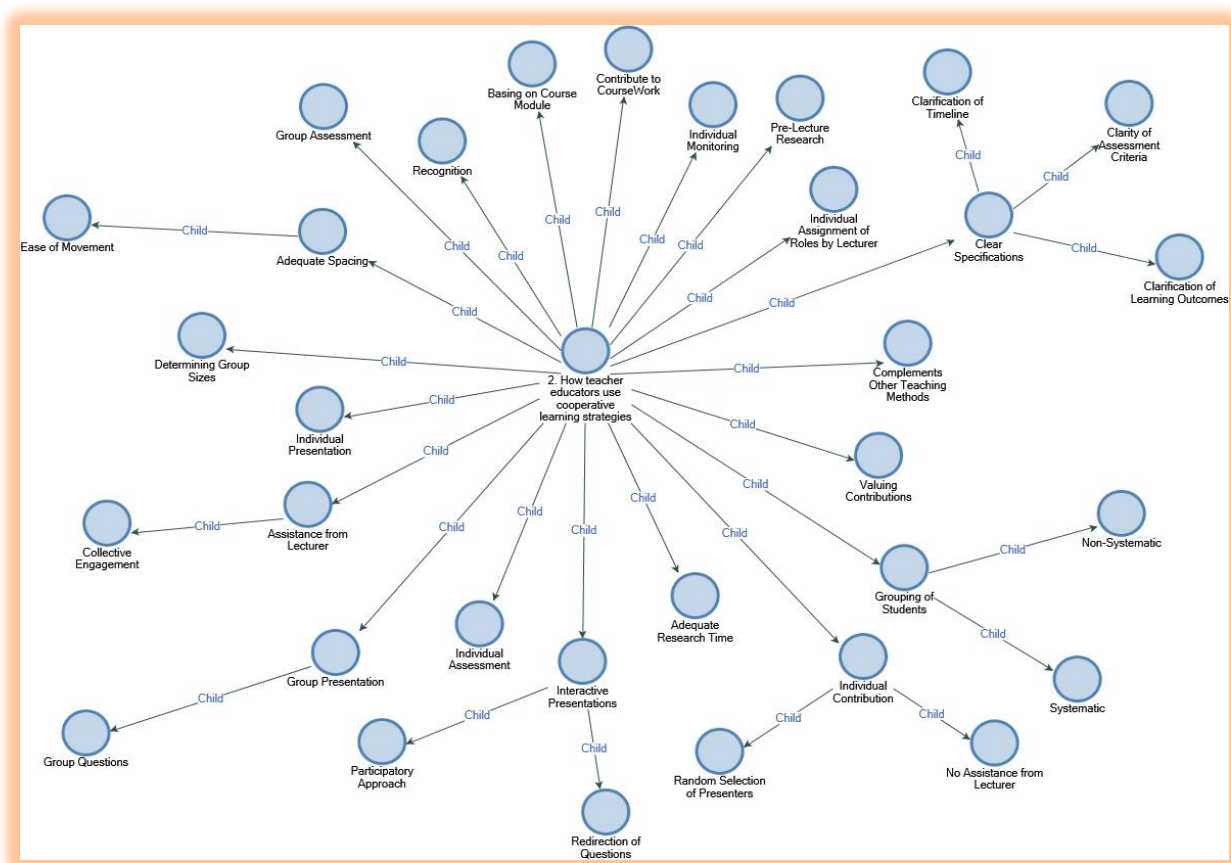 Basing on Course
Module
Contribute to
CourseWork
Clarification of
Timeline
Group Assessment
Recognition
Individual
Monitoring
Pre-Lecture
Research
Clarity of
Assessment
Criteria
Child
Child
Ease of Movement
Child
Adequate Spacing
Individual
Assignment of
Roles by Lecturer
Clear
Specifications
Child
Clarification of
Learning Outcomes
Child
Child
Child
Child
Child
Child
Child
Child
Child
Determining Group
Sizes
Child
Child
Complements
Other Teaching
Methods
2. How teacher
educators use
cooperative
learning strategies
Individual
Presentation
Child
Child
Valuing
Contributions
Child
Child
Collective
Engagement
Child
Assistance from
Lecturer
Child
Child
Child
Child
Child
Non-Systematic
Child
Grouping of
Students
Child
Systematic
Adequate
Research Time
Individual
Assessment
Group Presentation
Child
Group Questions
Interactive
Presentations
Child
Participatory
Approach
Child
Redirection of
Questions
Individual
Contribution
Child
Child
Random Selection
of Presenters
No Assistance from
Lecturer